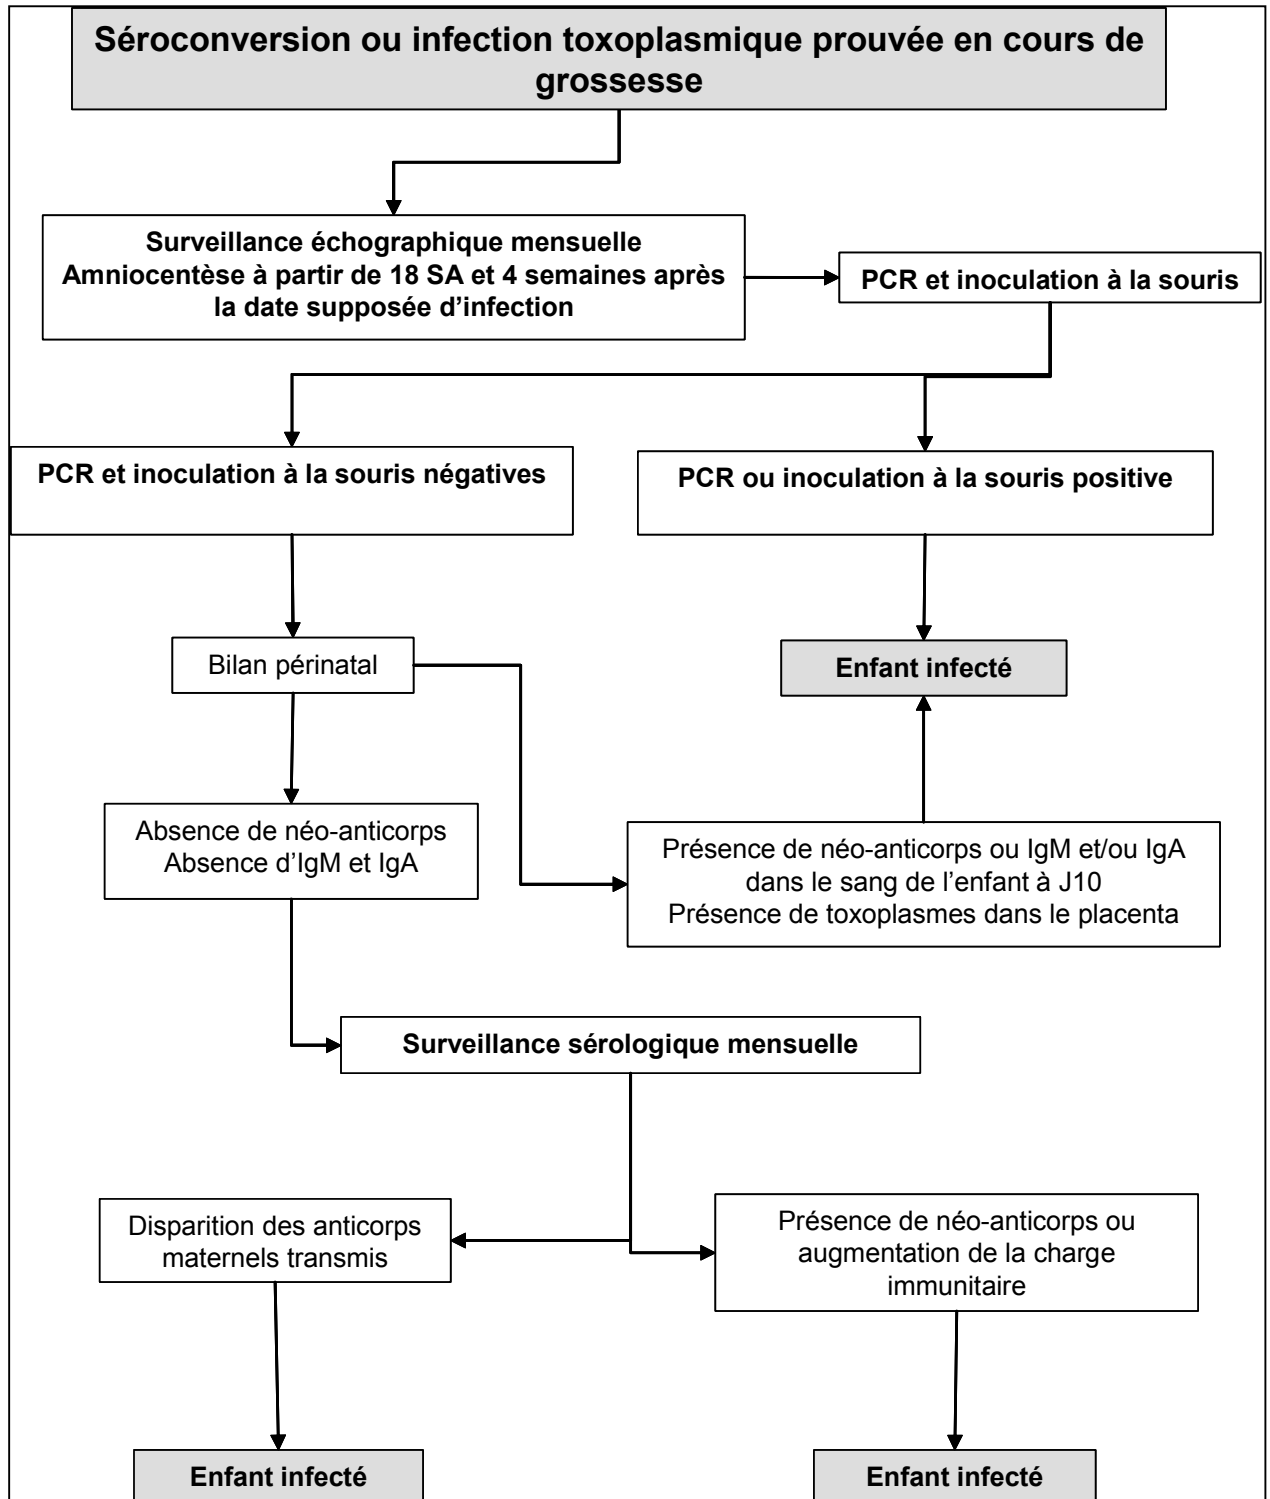 Séroconversion ou infection toxoplasmique prouvée en cours de
grossesse
Surveillance échographique mensuelle
Amniocentèse à partir de 18 SA et 4 semaines après
la date supposée d’infection
PCR et inoculation à la souris
PCR et inoculation à la souris négatives
PCR ou inoculation à la souris positive
Bilan périnatal
Enfant infecté
Absence de néo-anticorps
Absence d’IgM et IgA
Présence de néo-anticorps ou IgM et/ou IgA
dans le sang de l’enfant à J10
Présence de toxoplasmes dans le placenta
Surveillance sérologique mensuelle
Disparition des anticorps
maternels transmis
Présence de néo-anticorps ou
augmentation de la charge
immunitaire
Enfant infecté
Enfant infecté